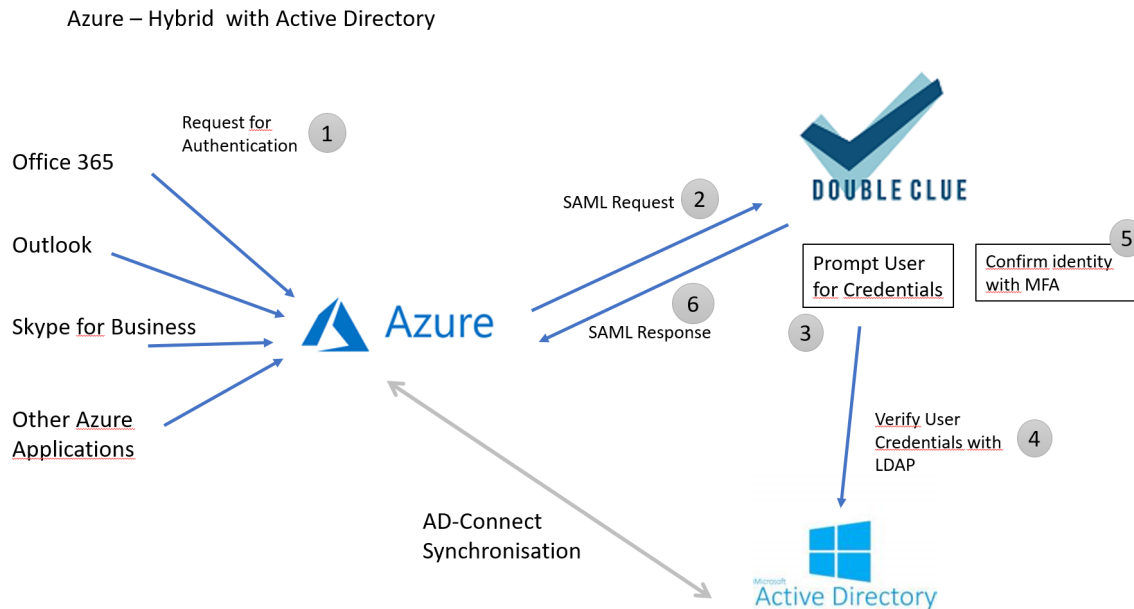 Azure – Hybrid with Active Directory
Request for
Authentication
1
Office 365
Outlook
Skype for Business
Other Azure
Applications
Azure
SAML Request
2
6
SAML Response
DOUBLE CLUE
Prompt User
for Credentials
3
5
Confirm identity
with MFA
Verify User
Credentials with
LDAP
4
AD-Connect
Synchronisation
Microsoft
Active Directory